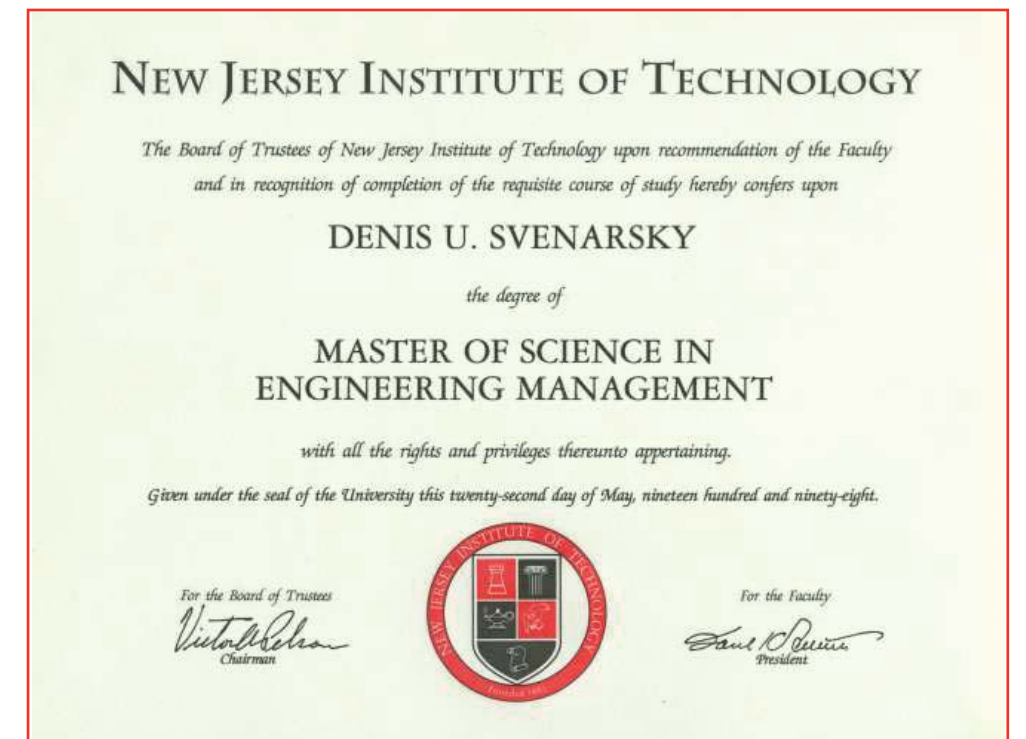 NEW JERSEY INSTITUTE OF TECHNOLOGY
The Board of Trustees of New Jersey Institute of Technology upon recommendation of the Faculty
and in recognition of completion of the requisite course of study hereby confers upon
DENIS U. SVENARSKY
the degree of
MASTER OF SCIENCE IN
ENGINEERING MANAGEMENT
with all the rights and privileges thereunto appertaining.
Given under the seal of the University this twenty-second day of May, nineteen hundred and ninety-eight.
NEW JERSEY INSTITUTE OF TECHNOLOGY
Founded
For the Board of Trustees
Chairman
For the Faculty
President